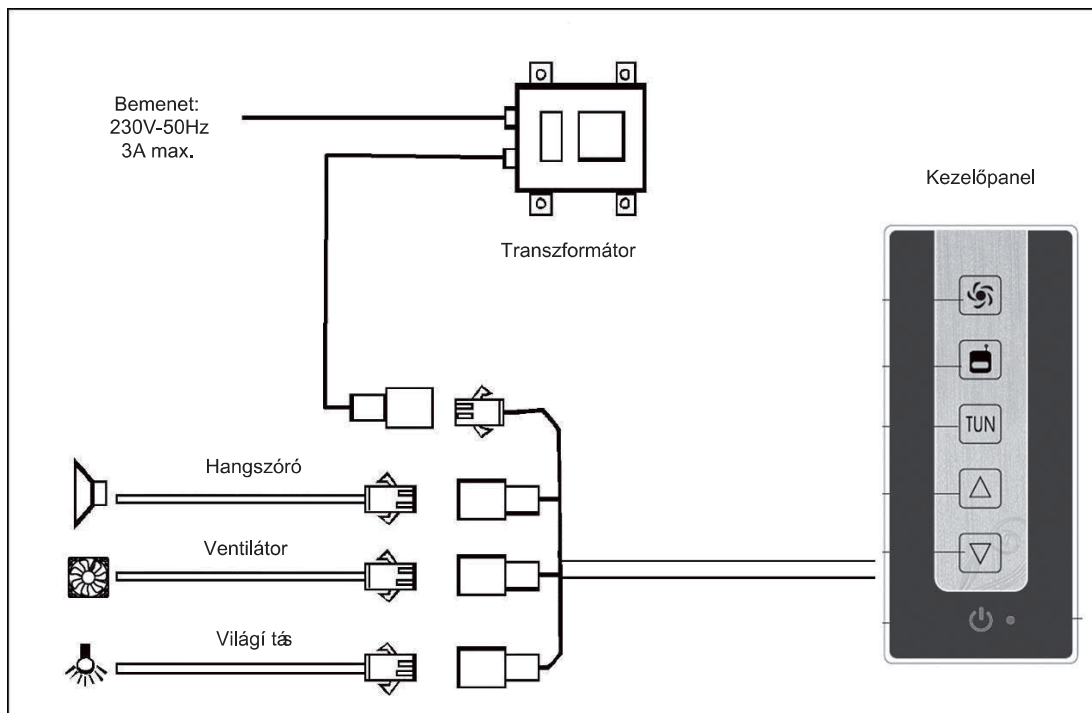 Bemenet:
230V-50Hz
3A max.
Transzformátor
Kezelőpanel
TUN
Hangszóró
Ventilátor
Világí tás